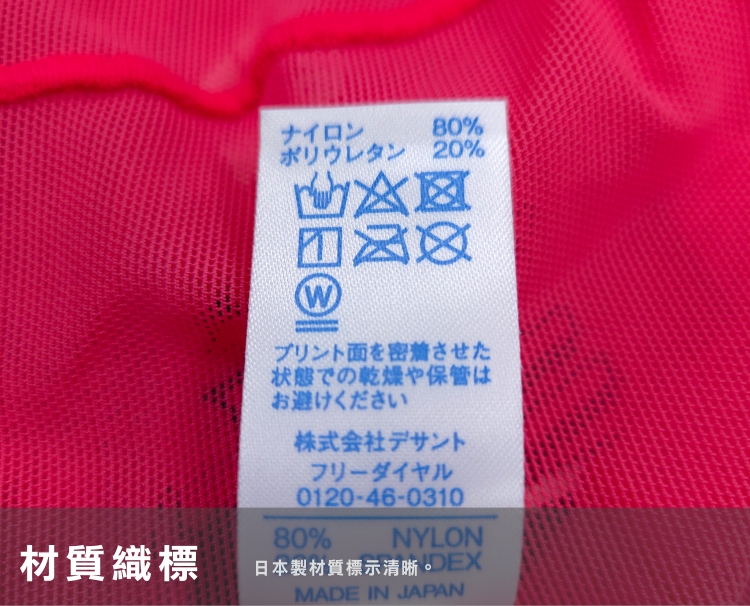 ナイロン 80%
ポリウレタン 20%
W
プリント面を密着させた
状態での乾燥や保管は
お避けください
株式会社デサント
フリーダイヤル
0120-46-0310
80% NYLON
材質織標
日本製材質標示清晰。
MADE IN JAPAN